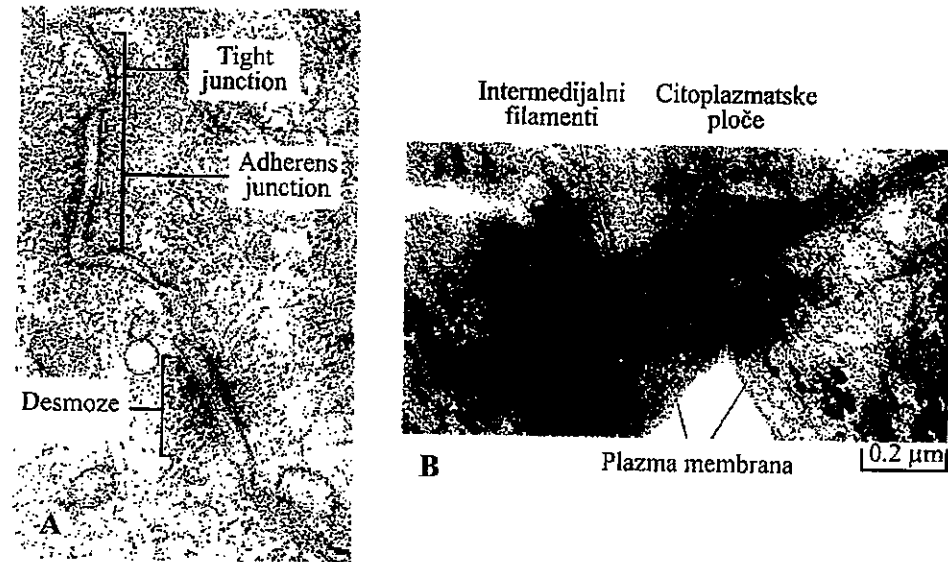 Tight
junction
Adherens
junction
Desmoze
A
Intermedijalni
filamenti
Citoplazmatske
ploče
Plazma membrana
B
0.2 µm